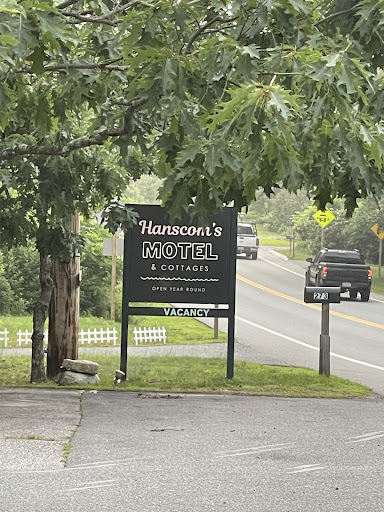 Hanscom's
MOTEL
& COTTAGES
OPEN YEAR ROUND
VACANCY
273